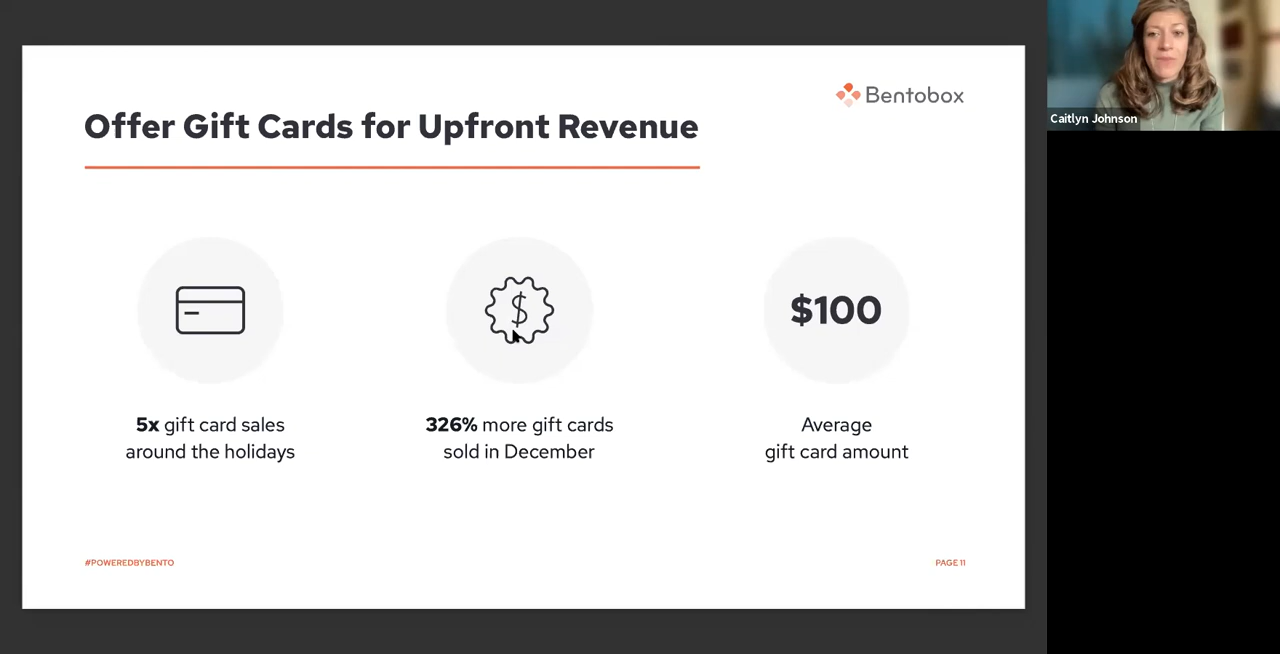 Bentobox
Offer Gift Cards for Upfront Revenue
$100
5x gift card sales
around the holidays
326% more gift cards
sold in December
Average
gift card amount
#POWEREDBYBENTO
PAGE 11
Caitlyn Johnson